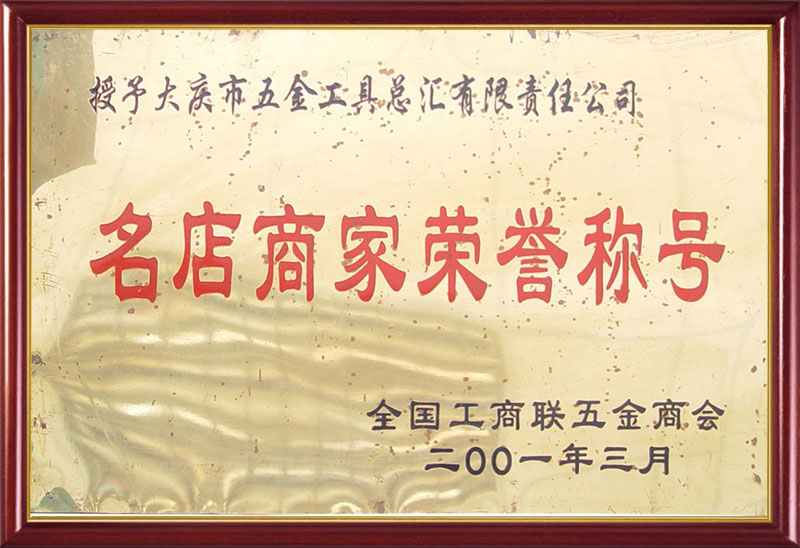 授予大庆市五金工具总汇有限责任公司
名店商家荣誉称号
全国工商联五金商会
二〇〇一年三月